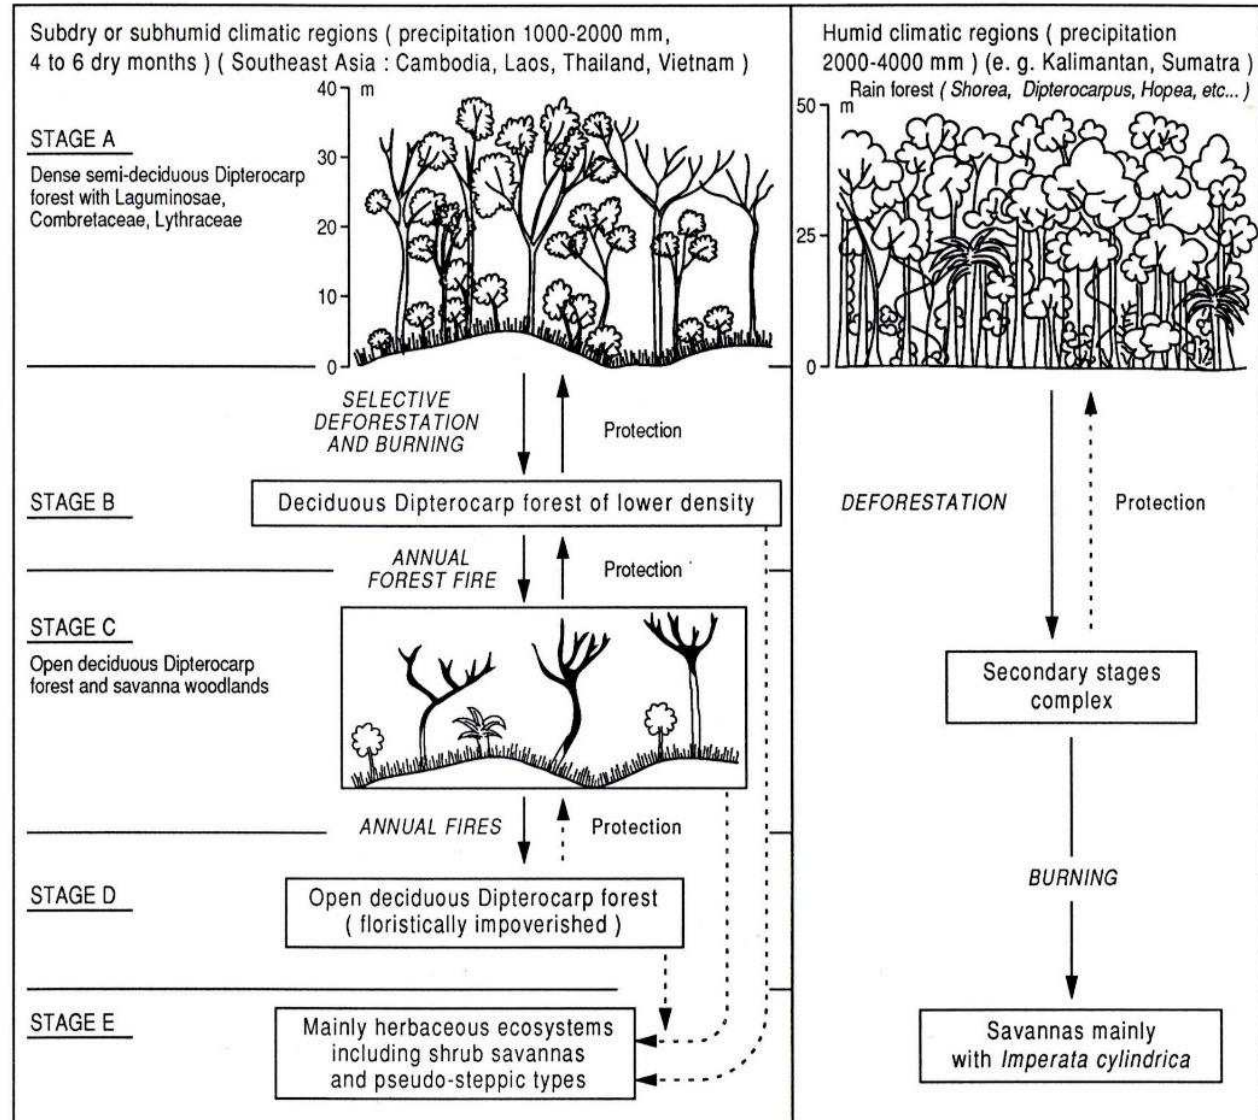 Subdry or subhumid climatic regions ( precipitation 1000-2000 mm,
4 to 6 dry months ) ( Southeast Asia : Cambodia, Laos, Thailand, Vietnam )
40 m
30
20
10
0
STAGE A
Dense semi-deciduous Dipterocarp
forest with Laguminosae,
Combretaceae, Lythraceae
SELECTIVE
DEFORESTATION
AND BURNING
Protection
STAGE B
Deciduous Dipterocarp forest of lower density
ANNUAL
FOREST FIRE
Protection
STAGE C
Open deciduous Dipterocarp
forest and savanna woodlands
ANNUAL FIRES
Protection
STAGE D
Open deciduous Dipterocarp forest
( floristically impoverished )
STAGE E
Mainly herbaceous ecosystems
including shrub savannas
and pseudo-steppic types
Humid climatic regions ( precipitation
2000-4000 mm ) (e. g. Kalimantan, Sumatra )
Rain forest ( Shorea, Dipterocarpus, Hopea, etc... )
50 m
25
0
DEFORESTATION
Protection
Secondary stages
complex
BURNING
Savannas mainly
with Imperata cylindrica